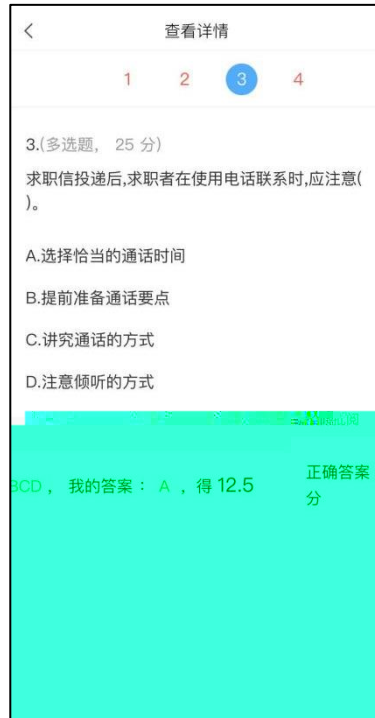 查看详情
1 2 3 4
3.(多选题, 25 分)
求职信投递后,求职者在使用电话联系时,应注意(
)。
A.选择恰当的通话时间
B.提前准备通话要点
C.讲究通话的方式
D.注意倾听的方式
正确答案
BCD , 我的答案： A , 得 12.5
分